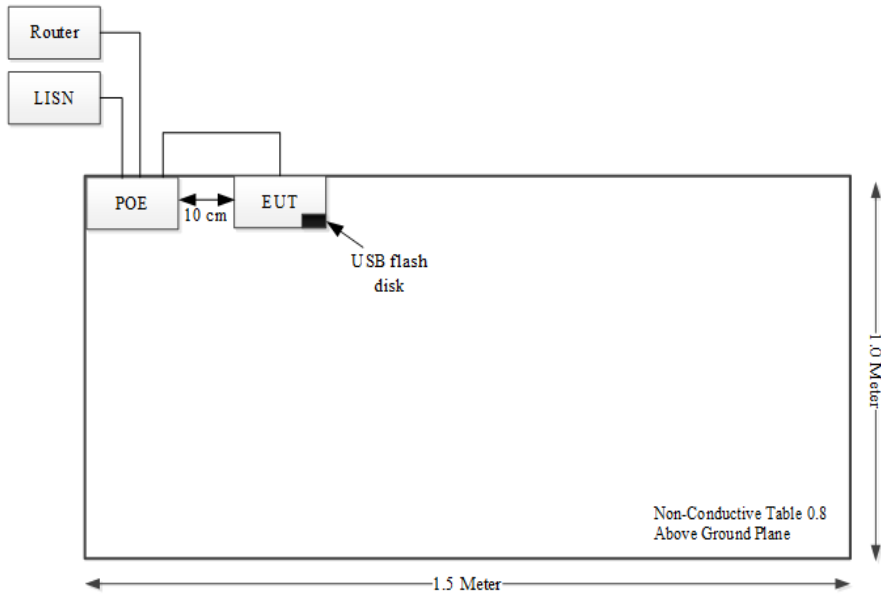 Router
LISN
POE
10 cm
EUT
USB flash
disk
1.0 Meter
Non-Conductive Table 0.8
Above Ground Plane
1.5 Meter